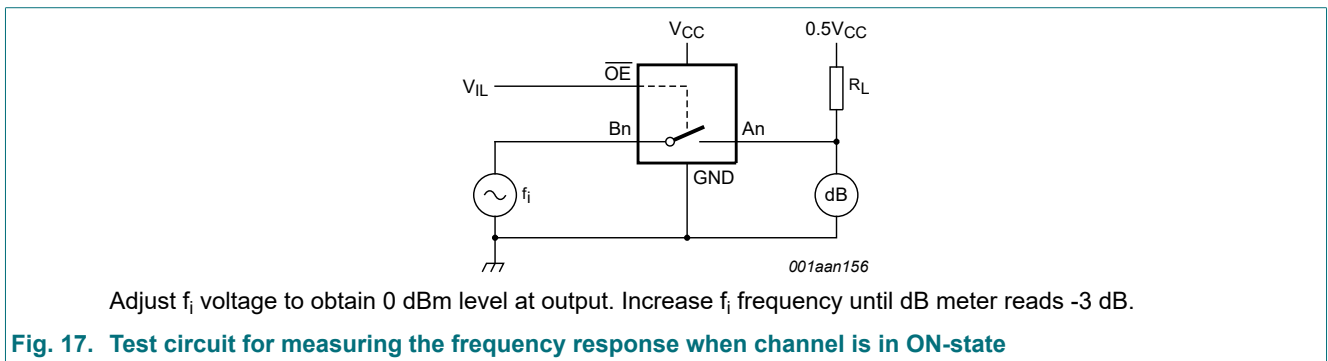 VCC
0.5VCC
OE
VIL
RL
Bn
An
GND
fi
dB
001aan156
Adjust fi voltage to obtain 0 dBm level at output. Increase fi frequency until dB meter reads -3 dB.
Fig. 17. Test circuit for measuring the frequency response when channel is in ON-state